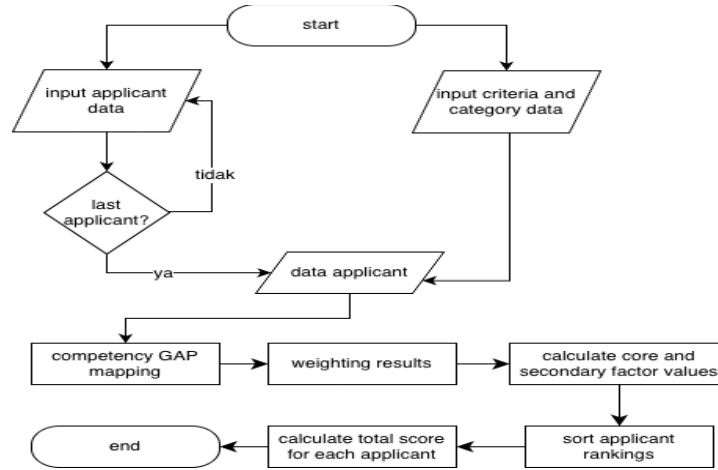 start
input applicant
data
input criteria and
category data
tidak
last
applicant?
ya
data applicant
competency GAP
mapping
weighting results
calculate core and
secondary factor values
end
calculate total score
for each applicant
sort applicant
rankings